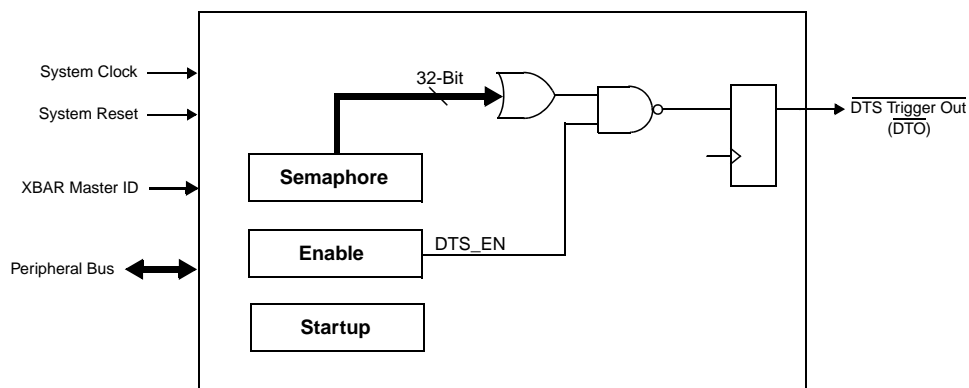 System Clock
System Reset
XBAR Master ID
Peripheral Bus
32-Bit
Semaphore
Enable
DTS_EN
Startup
DTS Trigger Out
(DTO)